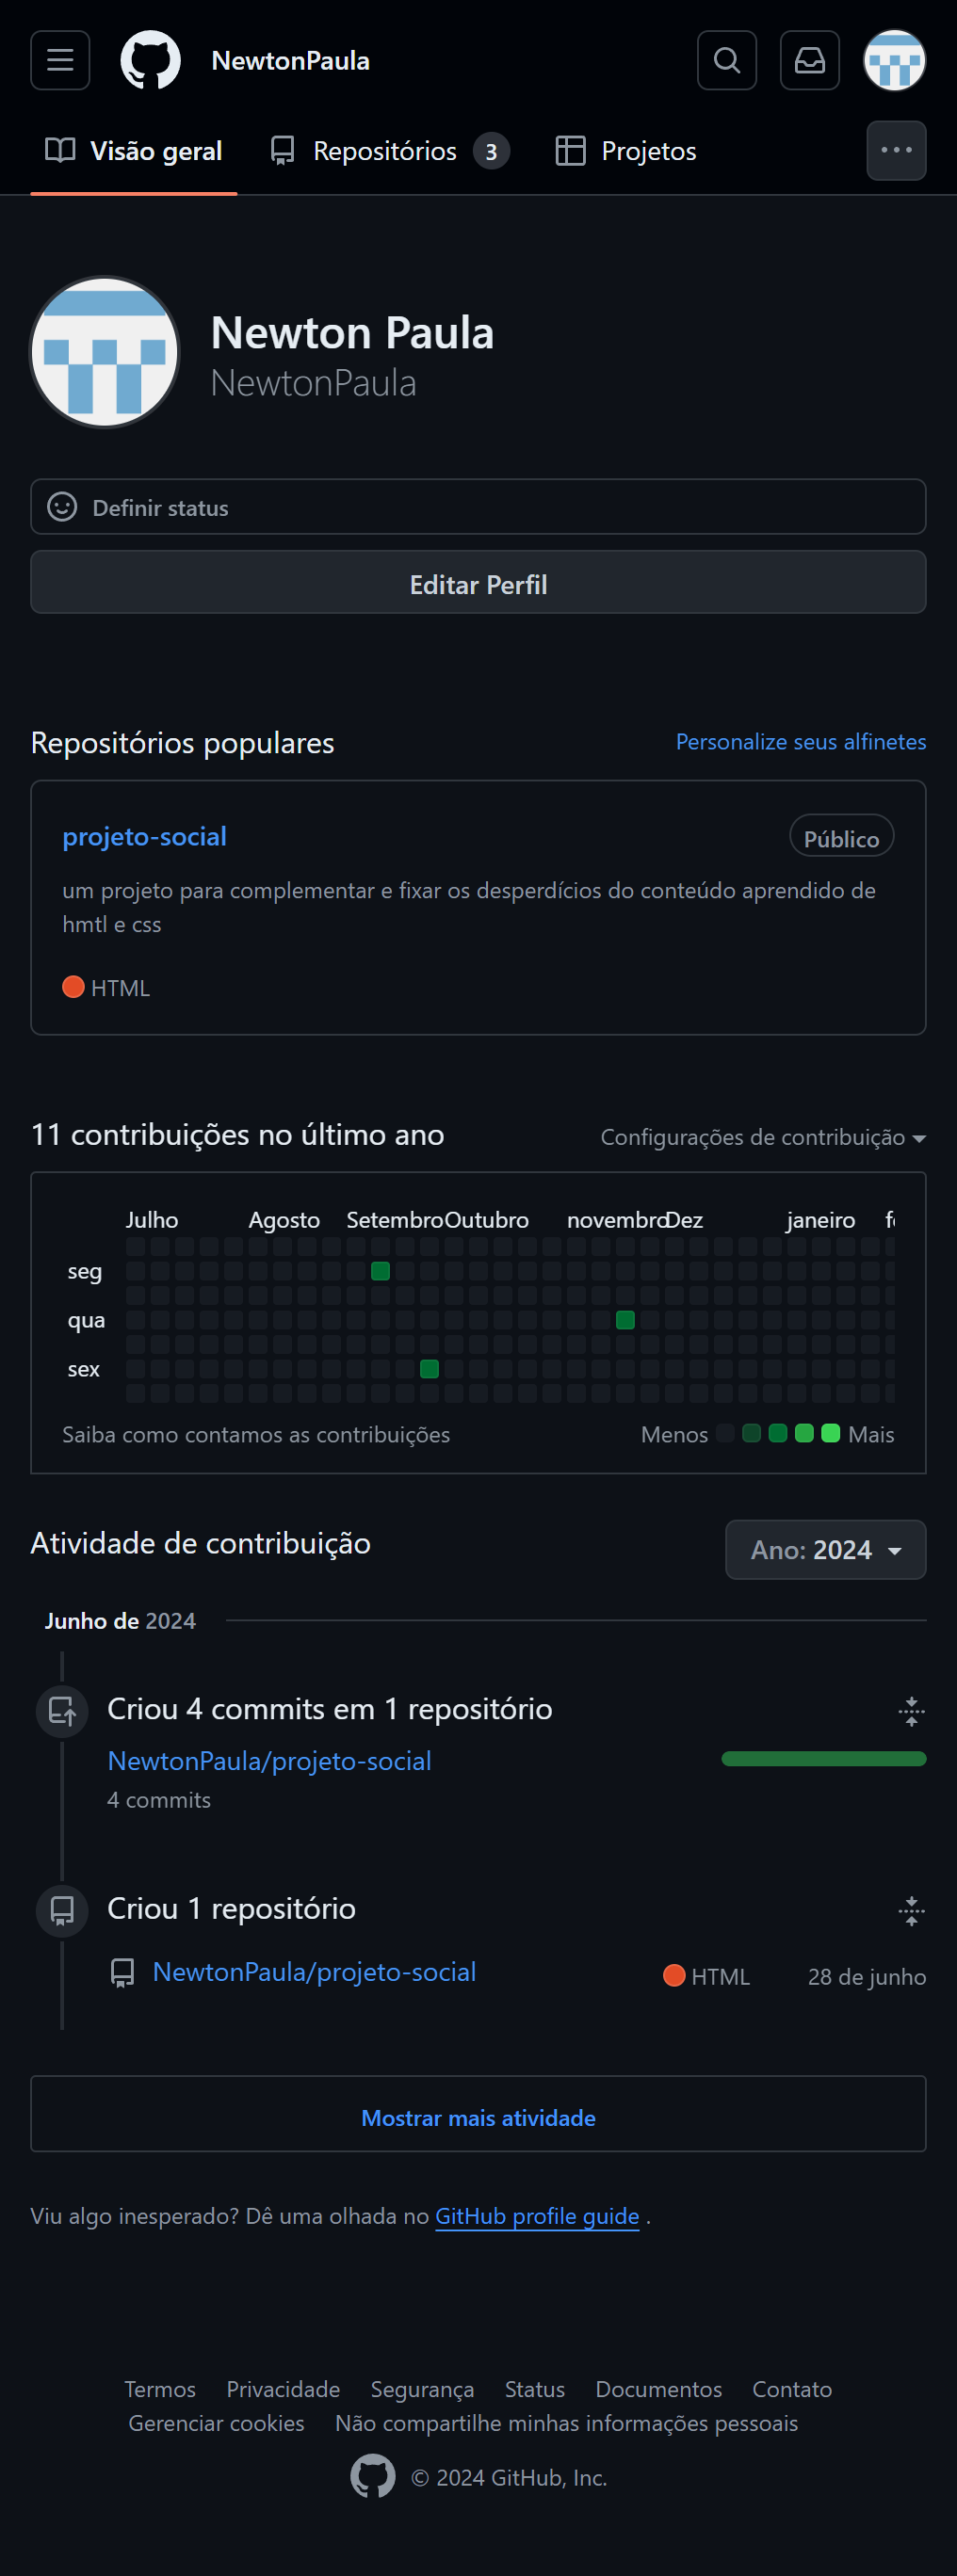 NewtonPaula
Visão geral Repositórios 3 Projetos
Newton Paula
NewtonPaula
Definir status
Editar Perfil
Repositórios populares Personalize seus alfinetes
projeto-social Público
um projeto para complementar e fixar os desperdícios do conteúdo aprendido de
hmtl e css
HTML
11 contribuições no último ano Configurações de contribuição
Julho Agosto Setembro Outubro novembro Dez janeiro
seg
qua
sex
Saiba como contamos as contribuições Menos Mais
Atividade de contribuição Ano: 2024
Junho de 2024
Criou 4 commits em 1 repositório
NewtonPaula/projeto-social
4 commits
Criou 1 repositório
NewtonPaula/projeto-social HTML 28 de junho
Mostrar mais atividade
Viu algo inesperado? Dê uma olhada no GitHub profile guide .
Termos Privacidade Segurança Status Documentos Contato
Gerenciar cookies Não compartilhe minhas informações pessoais
© 2024 GitHub, Inc.